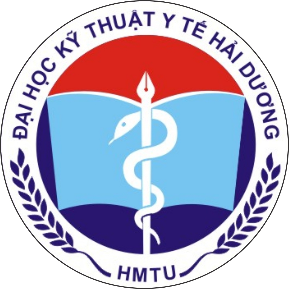 ĐẠI HỌC KỸ THUẬT Y TẾ HẢI DƯƠNG
HMTU